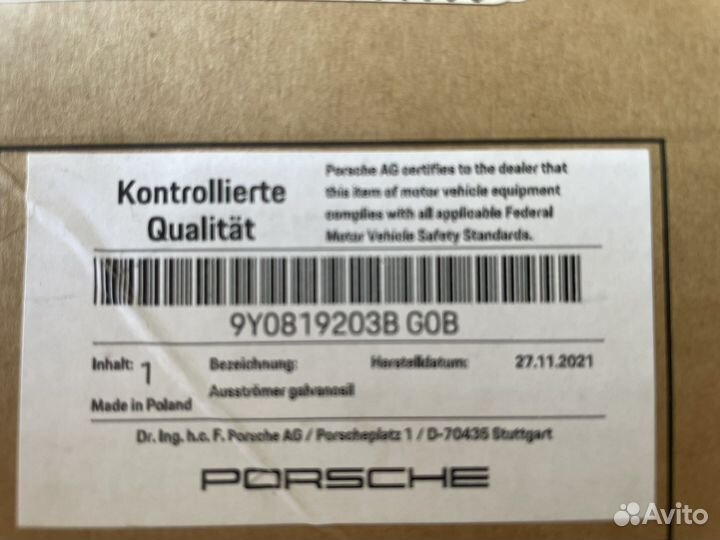 Kontrollierte
Qualität
Porsche AG certifies to the dealer that
this item of motor vehicle equipment
complies with all applicable Federal
Motor Vehicle Safety Standards.
9Y0819203B G0B
Inhalt: 1
Bezeichnung:
Herstelldatum:
27.11.2021
Ausströmer galvanosil
Made in Poland
Dr. Ing. h.c. F. Porsche AG / Porscheplatz 1 / D-70435 Stuttgart
PORSCHE
Avito